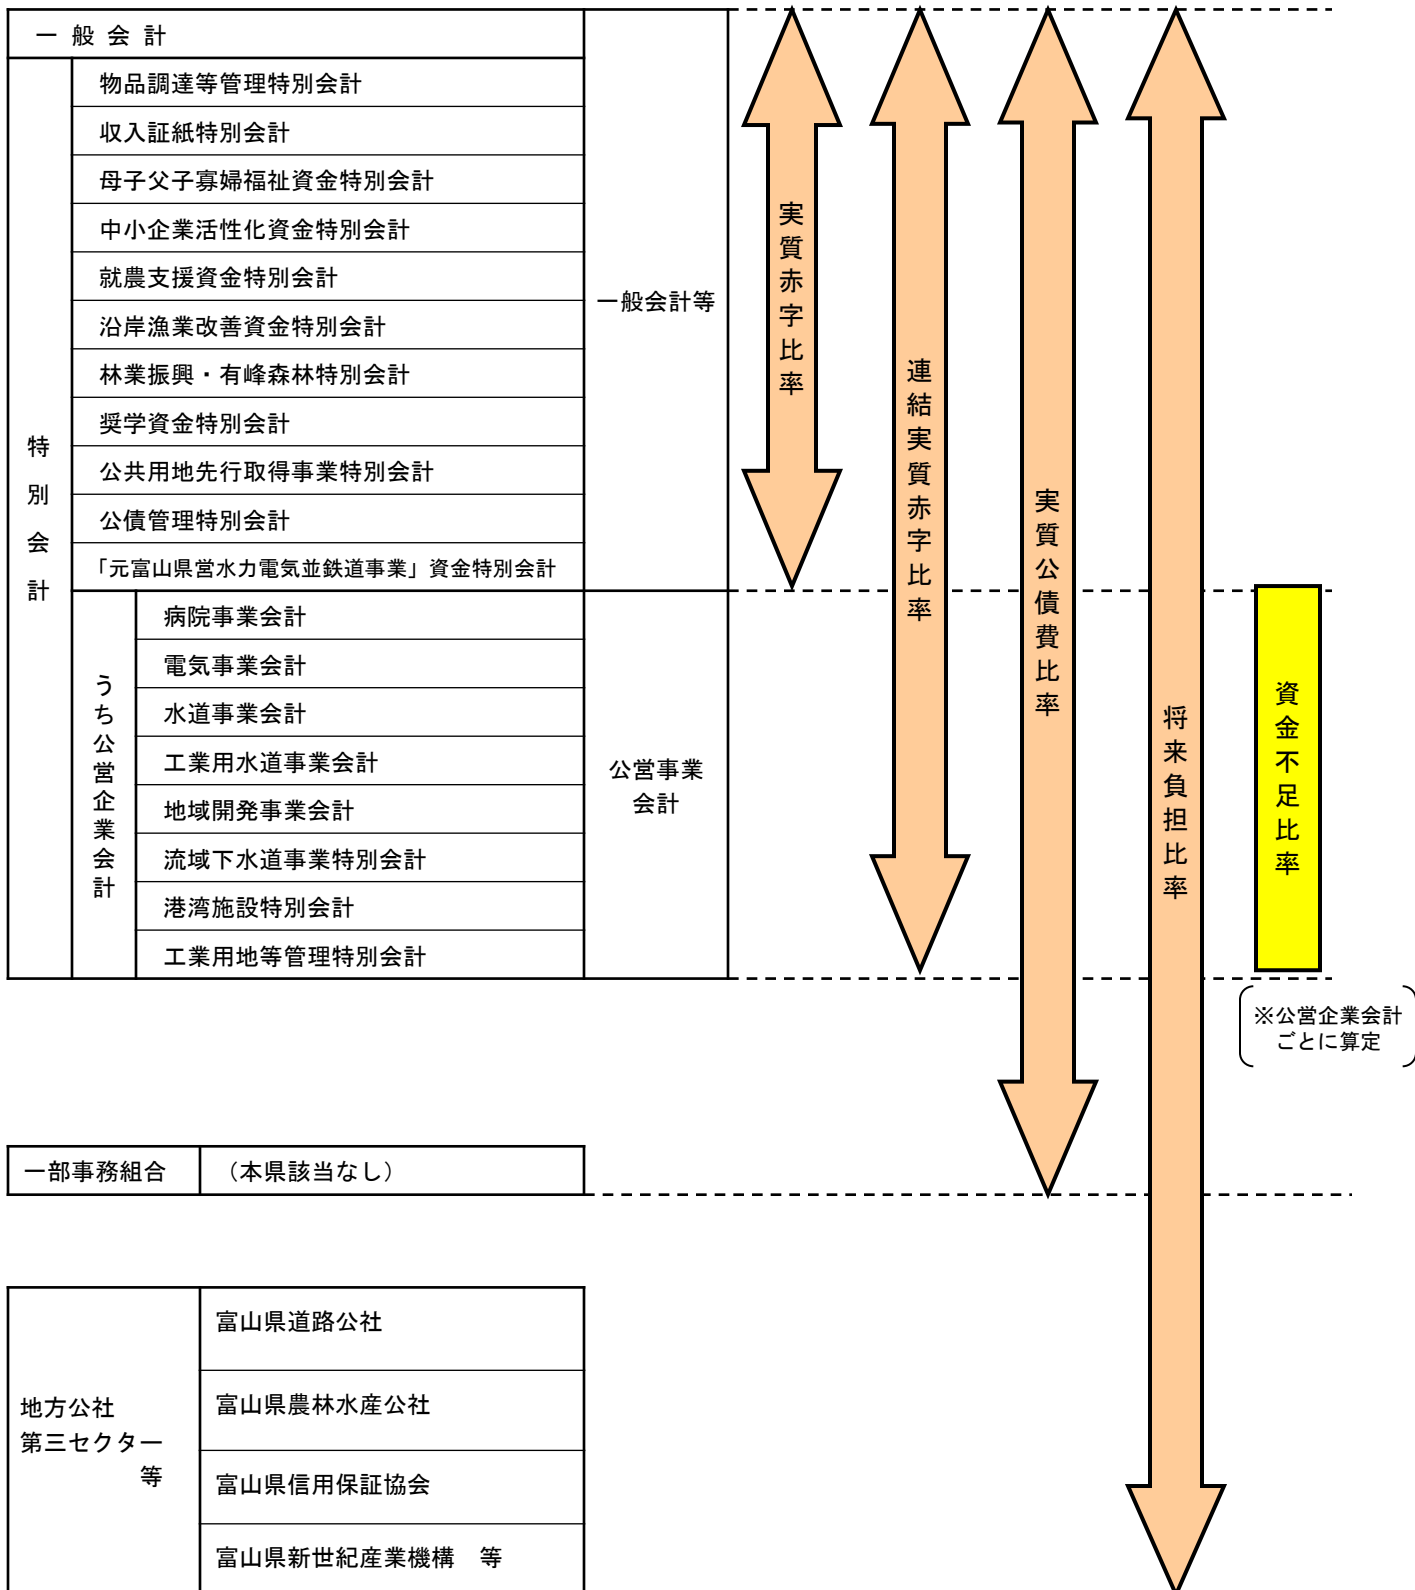 一般会計
特別会計
物品調達等管理特別会計
収入証紙特別会計
母子父子寡婦福祉資金特別会計
中小企業活性化資金特別会計
就農支援資金特別会計
沿岸漁業改善資金特別会計
林業振興・有峰森林特別会計
奨学資金特別会計
公共用地先行取得事業特別会計
公債管理特別会計
「元富山県営水力電気並鉄道事業」資金特別会計
一般会計等
うち公営企業会計
病院事業会計
電気事業会計
水道事業会計
工業用水道事業会計
地域開発事業会計
流域下水道事業特別会計
港湾施設特別会計
工業用地等管理特別会計
公営事業
会計
実質赤字比率
連結実質赤字比率
実質公債費比率
将来負担比率
資金不足比率
※公営企業会計
ごとに算定
一部事務組合
（本県該当なし）
地方公社
第三セクター
等
富山県道路公社
富山県農林水産公社
富山県信用保証協会
富山県新世紀産業機構　等